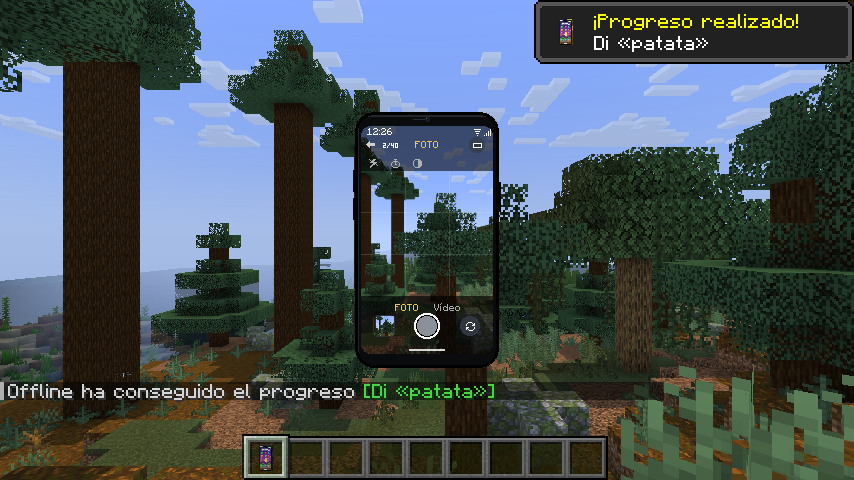 ¡Progreso realizado!
Di «patata»
12:26
2/40 FOTO
FOTO Vídeo
Offline ha conseguido el progreso [Di «patata»]